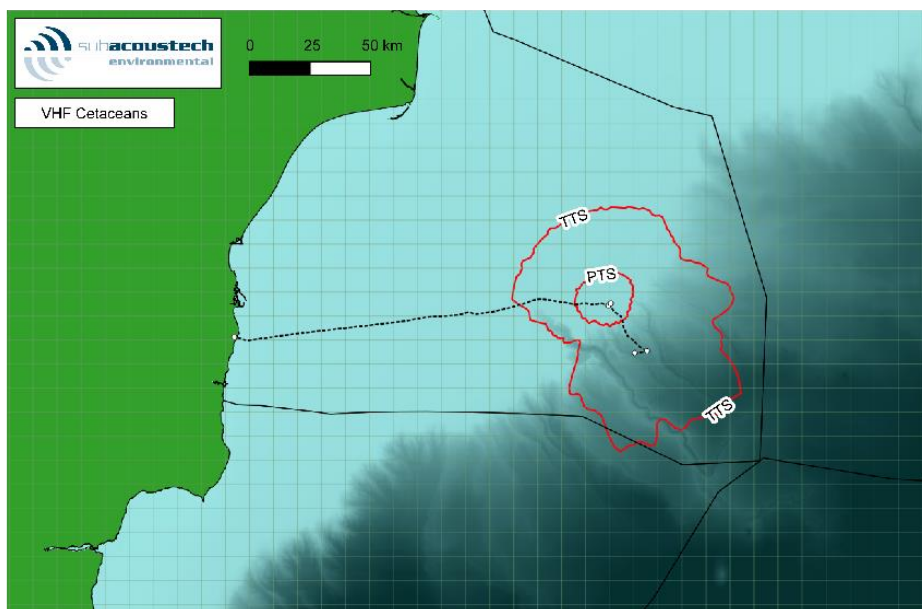 subacoustech
environmental
VHF Cetaceans
0 25 50 km
TTS
PTS
TTS